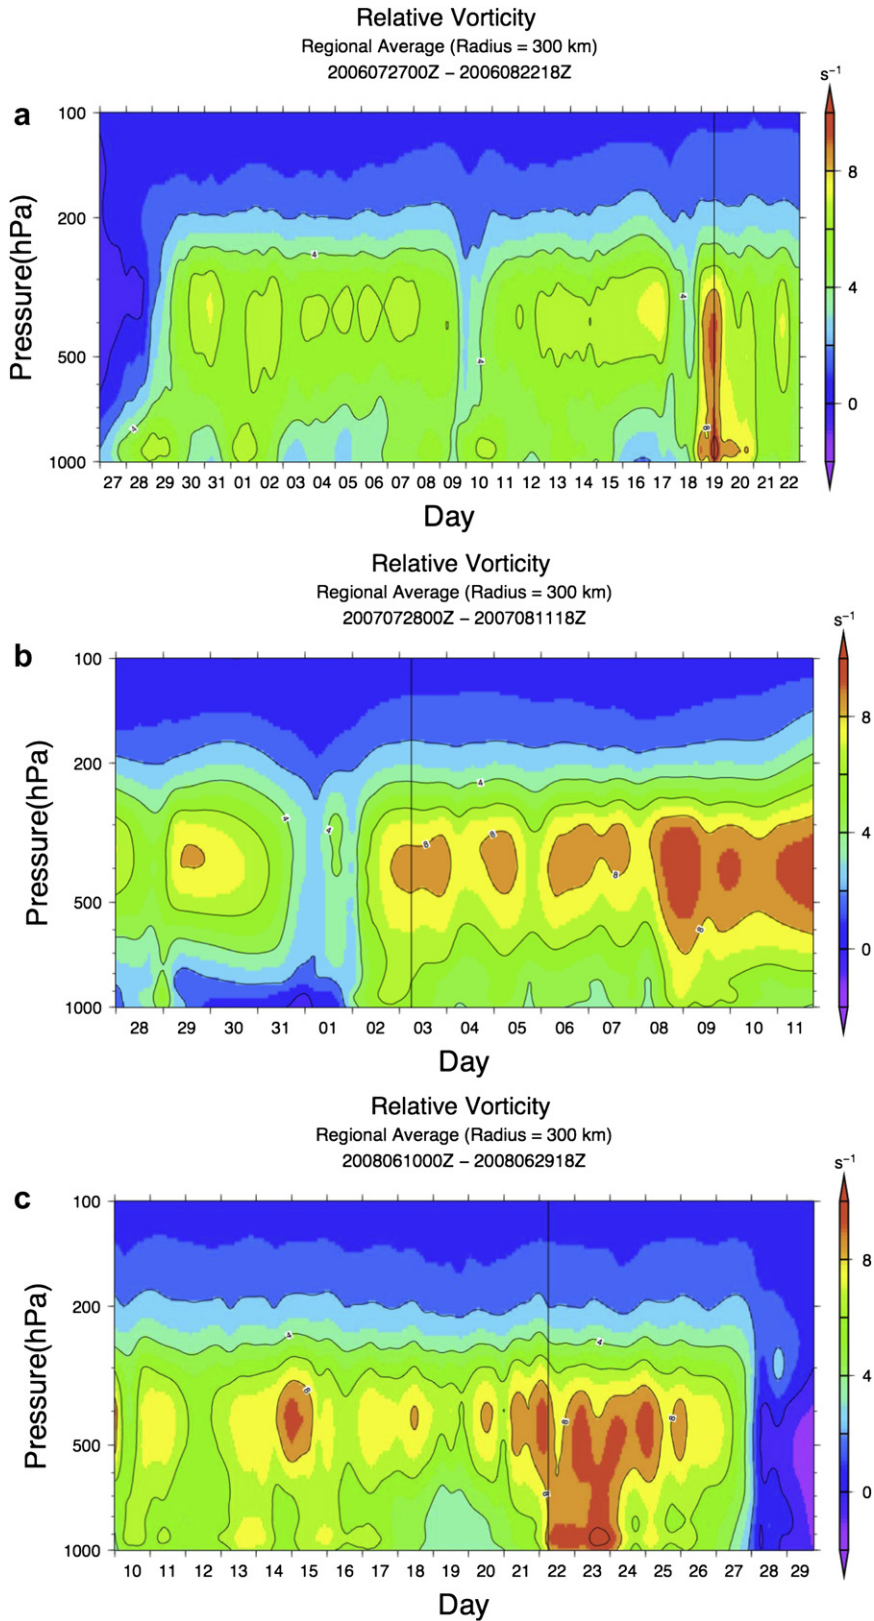 Relative Vorticity
Regional Average (Radius = 300 km)
2006072700Z – 2006082218Z
s⁻¹
a
100
200
500
1000
Pressure(hPa)
4
4
4
4
8
8
4
0
27 28 29 30 31 01 02 03 04 05 06 07 08 09 10 11 12 13 14 15 16 17 18 19 20 21 22
Day
Relative Vorticity
Regional Average (Radius = 300 km)
2007072800Z – 2007081118Z
s⁻¹
b
100
200
500
1000
Pressure(hPa)
4
4
4
8
8
8
8
8
4
0
28 29 30 31 01 02 03 04 05 06 07 08 09 10 11
Day
Relative Vorticity
Regional Average (Radius = 300 km)
2008061000Z – 2008062918Z
s⁻¹
c
100
200
500
1000
Pressure(hPa)
4
4
8
8
8
8
8
4
0
10 11 12 13 14 15 16 17 18 19 20 21 22 23 24 25 26 27 28 29
Day